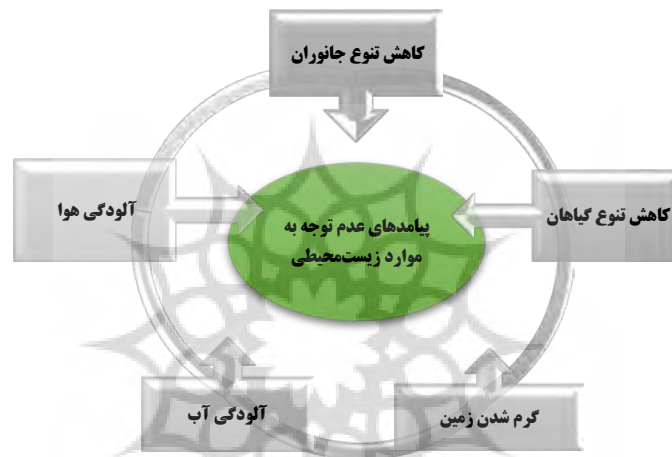 کاهش تنوع جانوران
آلودگی هوا
کاهش تنوع گیاهان
پیامدهای عدم توجه به
موارد زیست‌محیطی
آلودگی آب
گرم شدن زمین